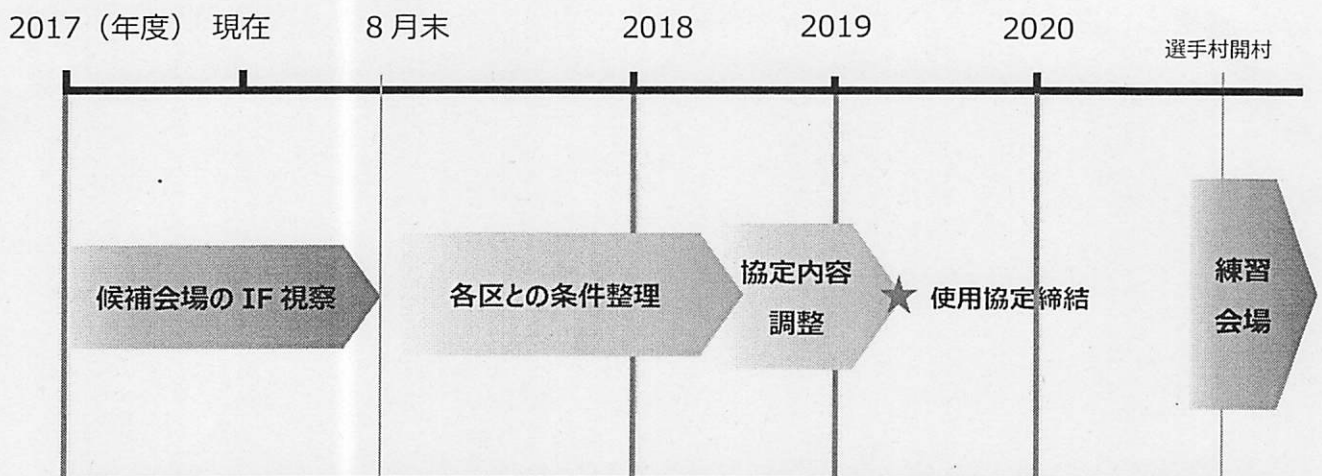 2017（年度） 現在 8月末 2018 2019 2020 選手村開村
候補会場の IF 視察
各区との条件整理
協定内容
調整
使用協定締結
練習
会場